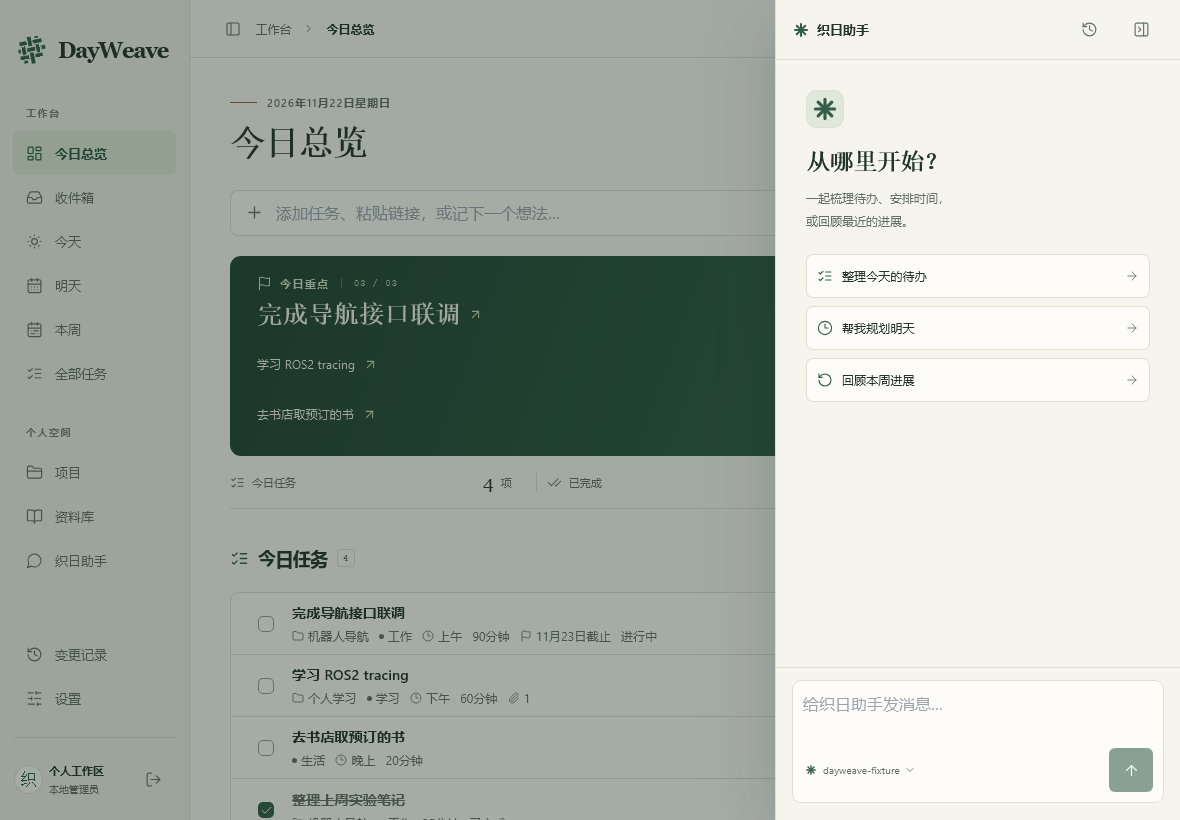 DayWeave
工作台
今日总览
收件箱
今天
明天
本周
全部任务
个人空间
项目
资料库
织日助手
变更记录
设置
织
个人工作区
本地管理员
工作台
今日总览
2026年11月22日星期日
今日总览
添加任务、粘贴链接，或记下一个想法...
今日重点 03 / 03
完成导航接口联调
学习 ROS2 tracing
去书店取预订的书
今日任务 4 项 已完成
今日任务 4
完成导航接口联调
机器人导航 • 工作 上午 90分钟 11月23日截止 进行中
学习 ROS2 tracing
个人学习 • 学习 下午 60分钟 1
去书店取预订的书
• 生活 晚上 20分钟
整理上周实验笔记
织日助手
从哪里开始？
一起梳理待办、安排时间，
或回顾最近的进展。
整理今天的待办
帮我规划明天
回顾本周进展
给织日助手发消息...
dayweave-fixture